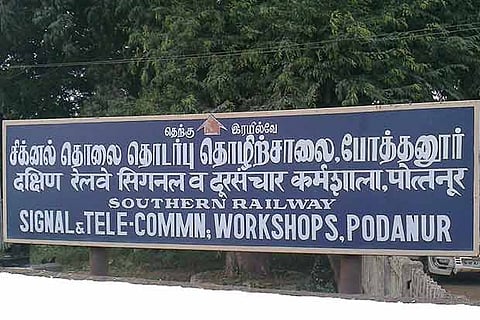 தெற்கு இரயில்வே
சிக்னல் தொலை தொடர்பு தொழிற்சாலை, போத்தனூர்
दक्षिण रेलवे सिगनल व दूरसंचार कर्मशाला, पोत्तनूर
SOUTHERN RAILWAY
SIGNAL & TELE-COMMN; WORKSHOPS, PODANUR